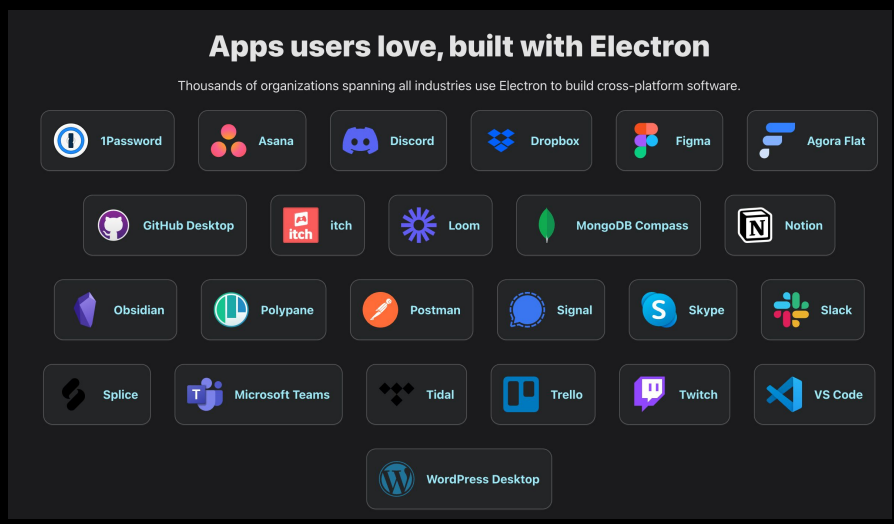 Apps users love, built with Electron
Thousands of organizations spanning all industries use Electron to build cross-platform software.
1Password
Asana
Discord
Dropbox
Figma
Agora Flat
GitHub Desktop
itch
itch
Loom
MongoDB Compass
N
Notion
Obsidian
Polypane
Postman
Signal
S
Skype
Slack
Splice
T
Microsoft Teams
Tidal
Trello
Twitch
VS Code
W
WordPress Desktop